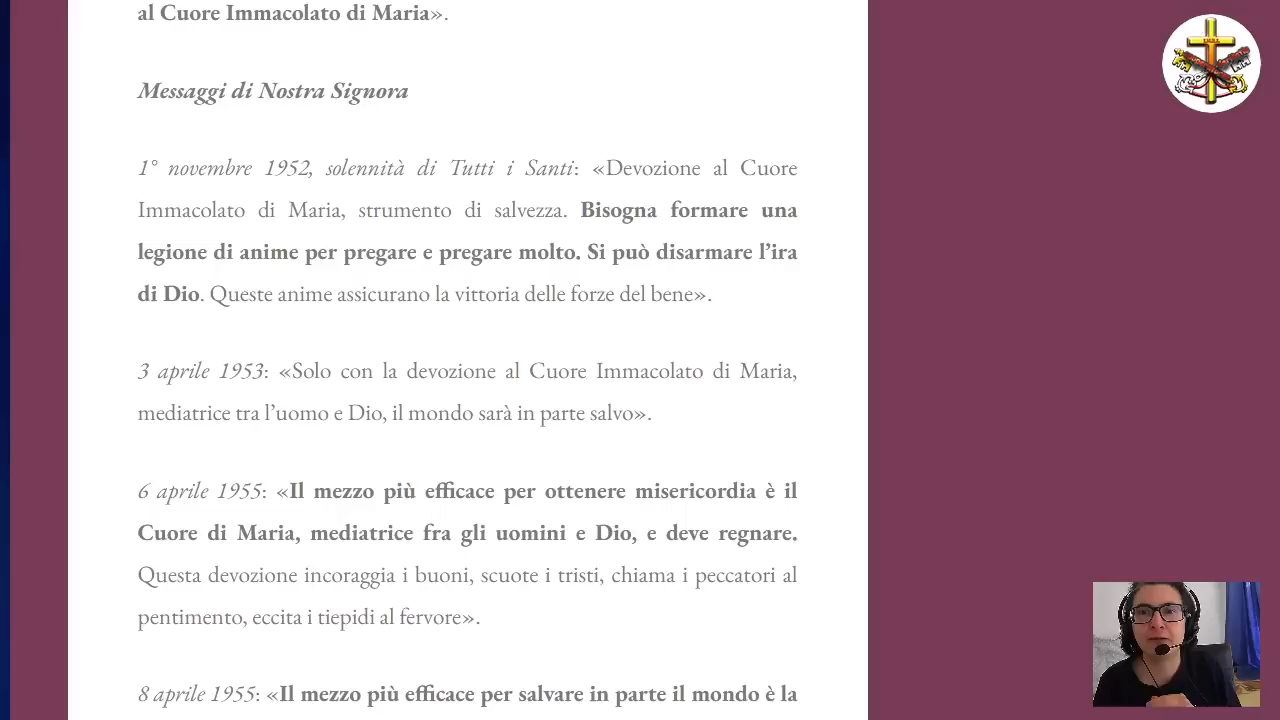 al Cuore Immacolato di Maria».
Messaggi di Nostra Signora
1° novembre 1952, solennità di Tutti i Santi: «Devozione al Cuore
Immacolato di Maria, strumento di salvezza. Bisogna formare una
legione di anime per pregare e pregare molto. Si può disarmare l’ira
di Dio. Queste anime assicurano la vittoria delle forze del bene».
3 aprile 1953: «Solo con la devozione al Cuore Immacolato di Maria,
mediatrice tra l’uomo e Dio, il mondo sarà in parte salvo».
6 aprile 1955: «Il mezzo più efficace per ottenere misericordia è il
Cuore di Maria, mediatrice fra gli uomini e Dio, e deve regnare.
Questa devozione incoraggia i buoni, scuote i tristi, chiama i peccatori al
pentimento, eccita i tiepidi al fervore».
8 aprile 1955: «Il mezzo più efficace per salvare in parte il mondo è la